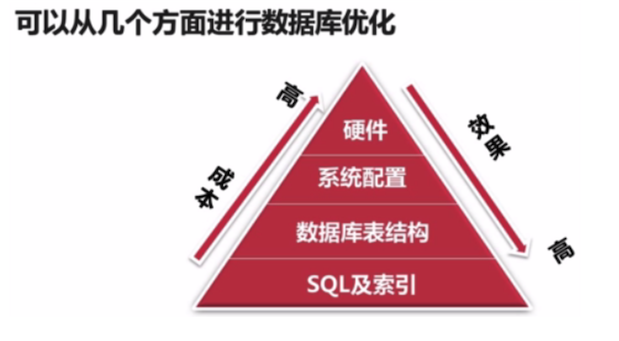 可以从几个方面进行数据库优化
高
硬件
效果
系统配置
成本
数据库表结构
高
SQL及索引